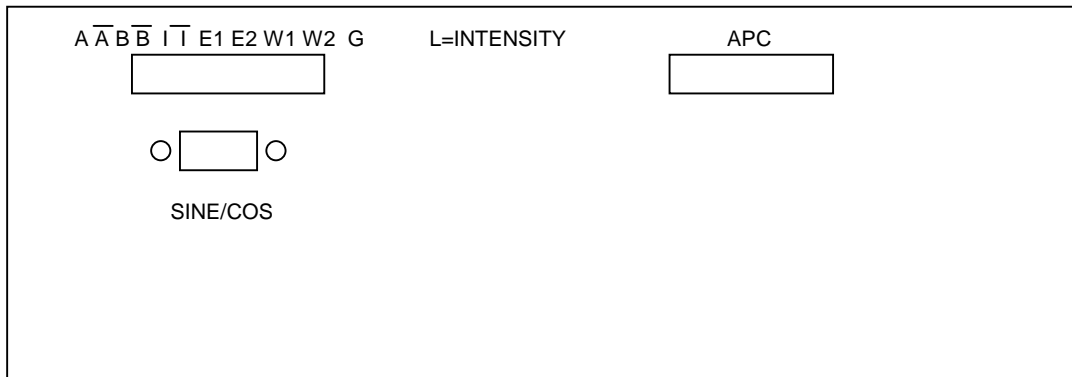 A A̅ B B̅ I I̅ E1 E2 W1 W2 G
L=INTENSITY
APC
SINE/COS